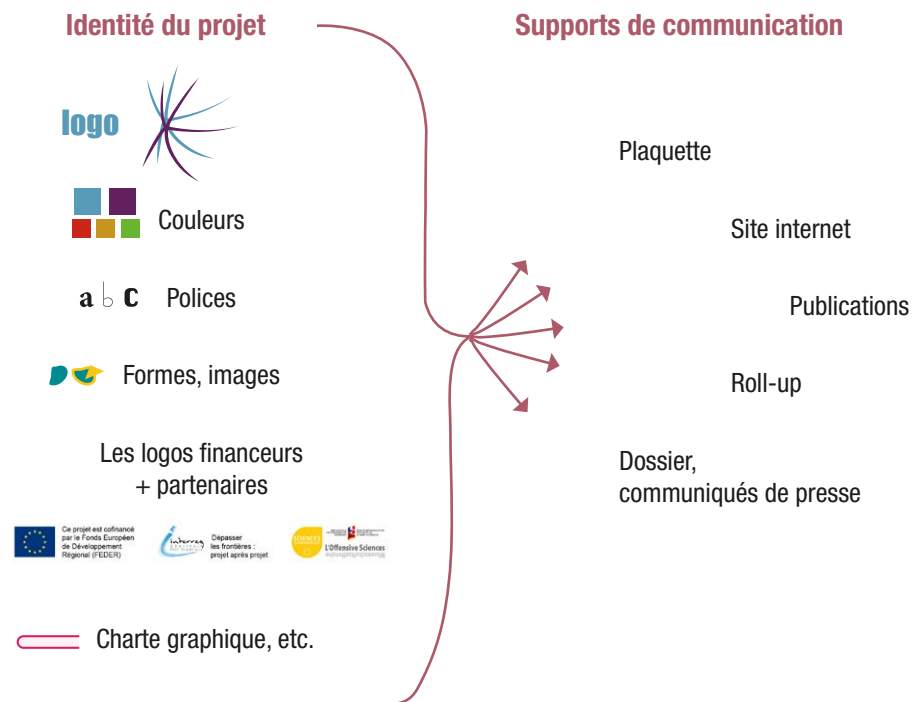 Identité du projet
logo
Couleurs
a b c Polices
Formes, images
Les logos financeurs
+ partenaires
Ce projet est cofinancé
par le Fonds Européen
de Développement
Régional (FEDER)
interreg
Dépasser
les frontières :
projet après projet
SCIENCES
L'Offensive Sciences
Charte graphique, etc.
Supports de communication
Plaquette
Site internet
Publications
Roll-up
Dossier,
communiqués de presse